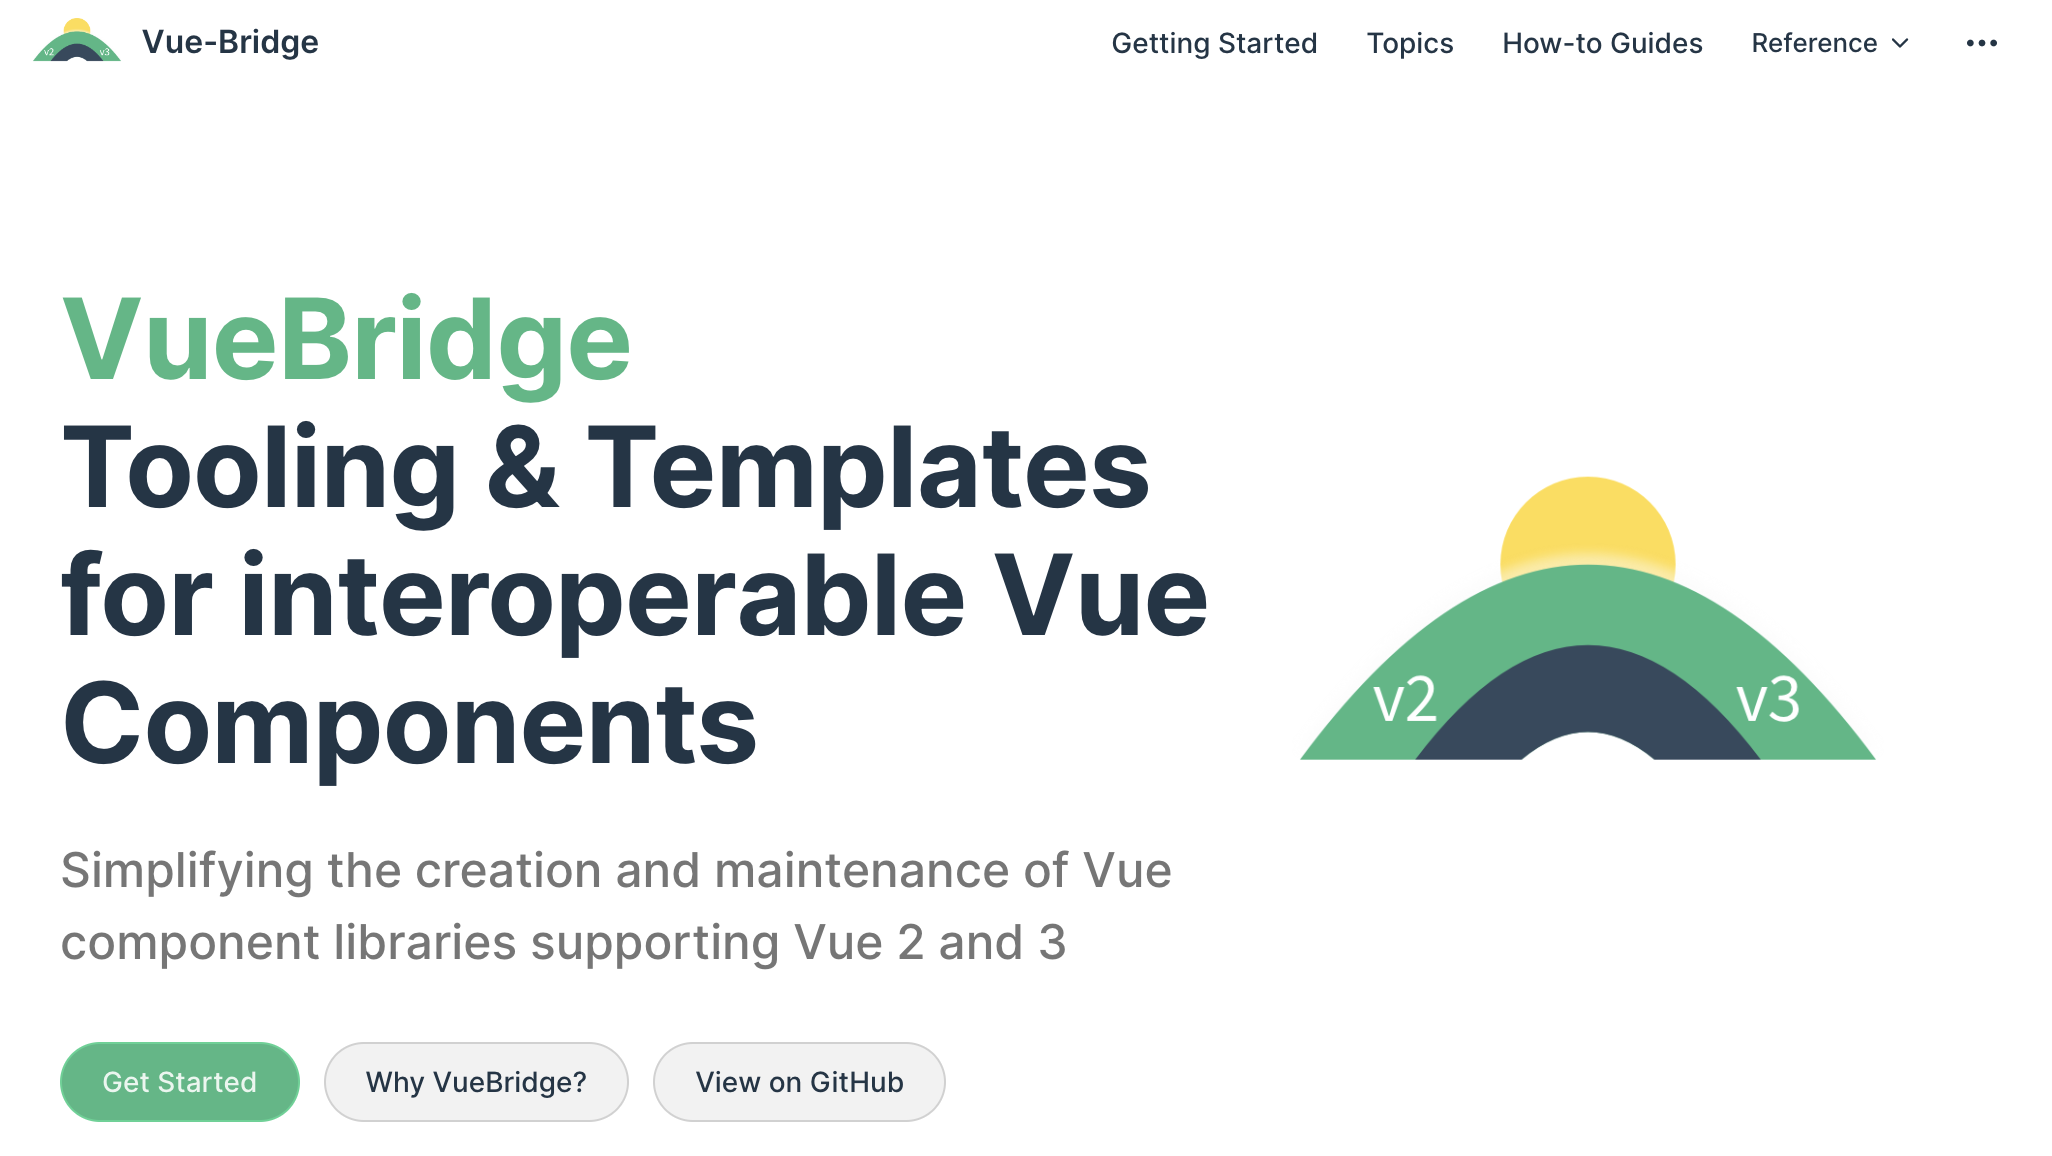 v2 v3 Vue-Bridge
Getting Started Topics How-to Guides Reference
VueBridge
Tooling & Templates
for interoperable Vue
Components
v2 v3
Simplifying the creation and maintenance of Vue
component libraries supporting Vue 2 and 3
Get Started Why VueBridge? View on GitHub